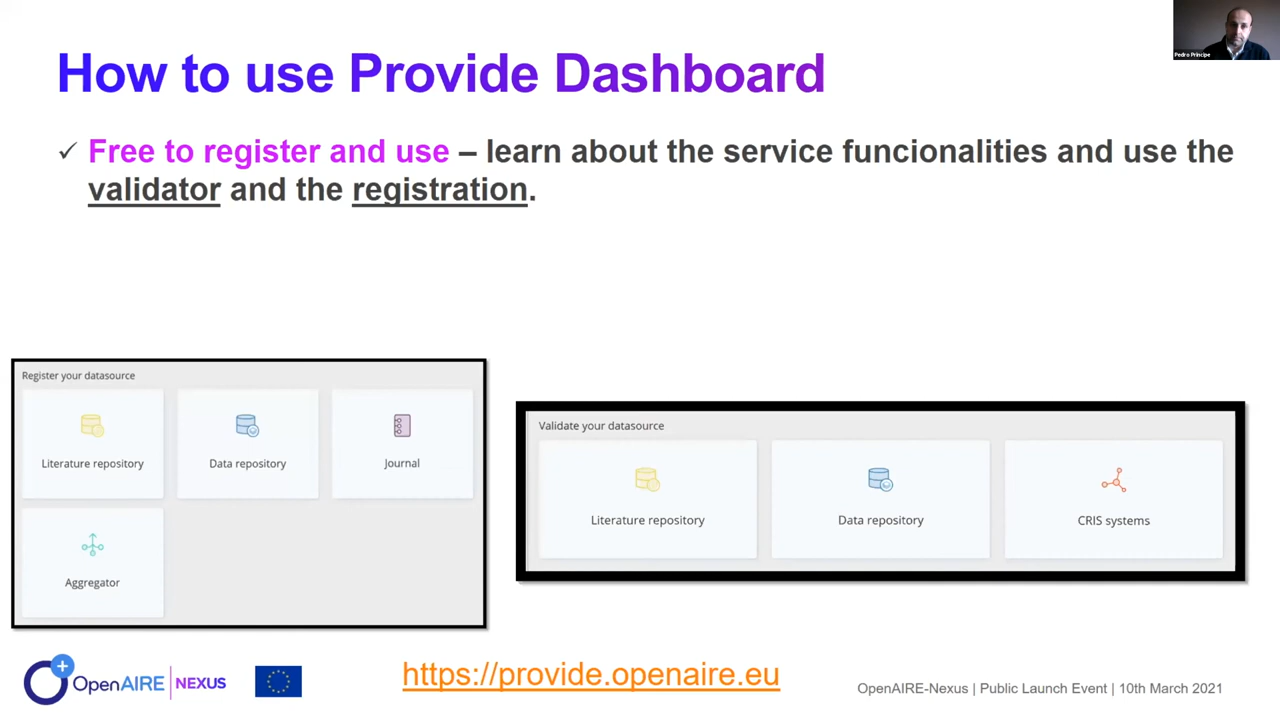 Pedro Príncipe
How to use Provide Dashboard
✓ Free to register and use – learn about the service funcionalities and use the
validator and the registration.
Register your datasource
Literature repository
Data repository
Journal
Aggregator
Validate your datasource
Literature repository
Data repository
CRIS systems
OpenAIRE | NEXUS
https://provide.openaire.eu
OpenAIRE-Nexus | Public Launch Event | 10th March 2021